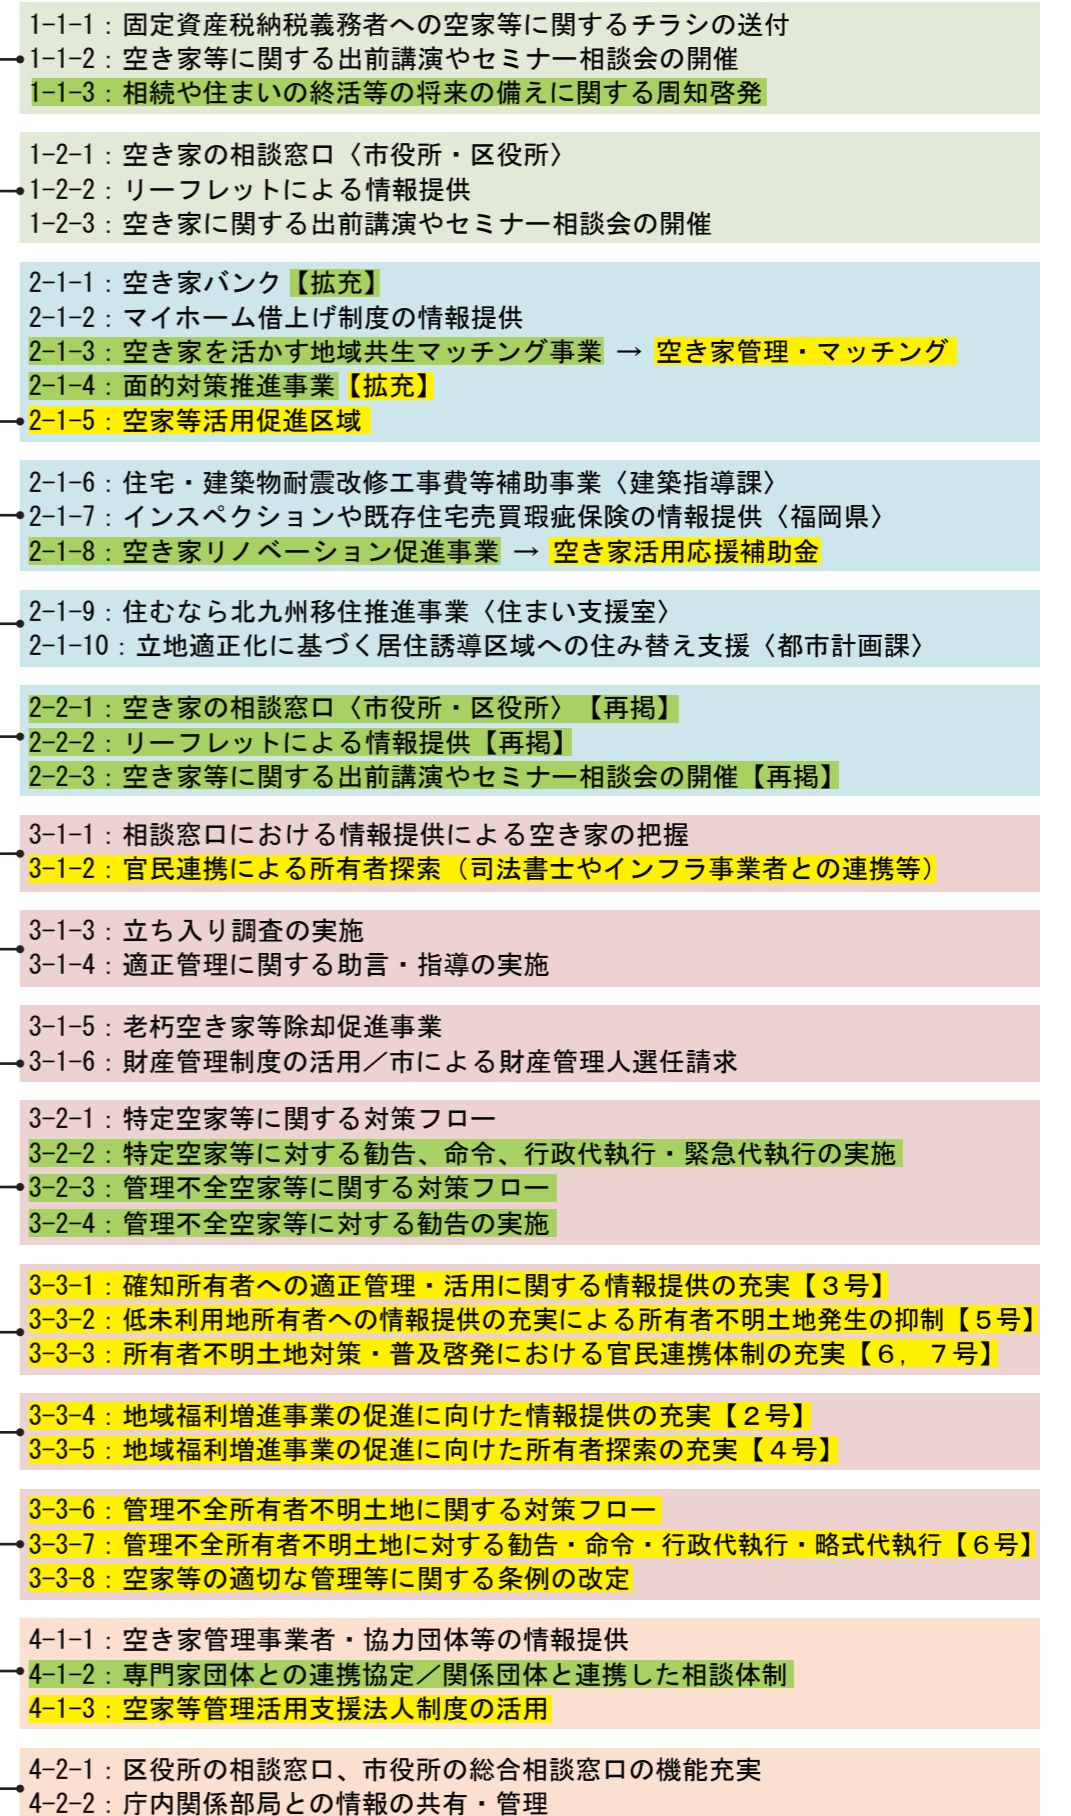 1-1-1：固定資産税納税義務者への空家等に関するチラシの送付
1-1-2：空き家等に関する出前講演やセミナー相談会の開催
1-1-3：相続や住まいの終活等の将来の備えに関する周知啓発
1-2-1：空き家の相談窓口〈市役所・区役所〉
1-2-2：リーフレットによる情報提供
1-2-3：空き家に関する出前講演やセミナー相談会の開催
2-1-1：空き家バンク【拡充】
2-1-2：マイホーム借上げ制度の情報提供
2-1-3：空き家を活かす地域共生マッチング事業 → 空き家管理・マッチング
2-1-4：面的対策推進事業【拡充】
2-1-5：空家等活用促進区域
2-1-6：住宅・建築物耐震改修工事費等補助事業〈建築指導課〉
2-1-7：インスペクションや既存住宅売買瑕疵保険の情報提供〈福岡県〉
2-1-8：空き家リノベーション促進事業 → 空き家活用応援補助金
2-1-9：住むなら北九州移住推進事業〈住まい支援室〉
2-1-10：立地適正化に基づく居住誘導区域への住み替え支援〈都市計画課〉
2-2-1：空き家の相談窓口〈市役所・区役所〉【再掲】
2-2-2：リーフレットによる情報提供【再掲】
2-2-3：空き家等に関する出前講演やセミナー相談会の開催【再掲】
3-1-1：相談窓口における情報提供による空き家の把握
3-1-2：官民連携による所有者探索（司法書士やインフラ事業者との連携等）
3-1-3：立ち入り調査の実施
3-1-4：適正管理に関する助言・指導の実施
3-1-5：老朽空き家等除却促進事業
3-1-6：財産管理制度の活用／市による財産管理人選任請求
3-2-1：特定空家等に関する対策フロー
3-2-2：特定空家等に対する勧告、命令、行政代執行・緊急代執行の実施
3-2-3：管理不全空家等に関する対策フロー
3-2-4：管理不全空家等に対する勧告の実施
3-3-1：確知所有者への適正管理・活用に関する情報提供の充実【３号】
3-3-2：低未利用地所有者への情報提供の充実による所有者不明土地発生の抑制【５号】
3-3-3：所有者不明土地対策・普及啓発における官民連携体制の充実【６，７号】
3-3-4：地域福利増進事業の促進に向けた情報提供の充実【２号】
3-3-5：地域福利増進事業の促進に向けた所有者探索の充実【４号】
3-3-6：管理不全所有者不明土地に関する対策フロー
3-3-7：管理不全所有者不明土地に対する勧告・命令・行政代執行・略式代執行【６号】
3-3-8：空家等の適切な管理等に関する条例の改定
4-1-1：空き家管理事業者・協力団体等の情報提供
4-1-2：専門家団体との連携協定／関係団体と連携した相談体制
4-1-3：空家等管理活用支援法人制度の活用
4-2-1：区役所の相談窓口、市役所の総合相談窓口の機能充実
4-2-2：庁内関係部局との情報の共有・管理